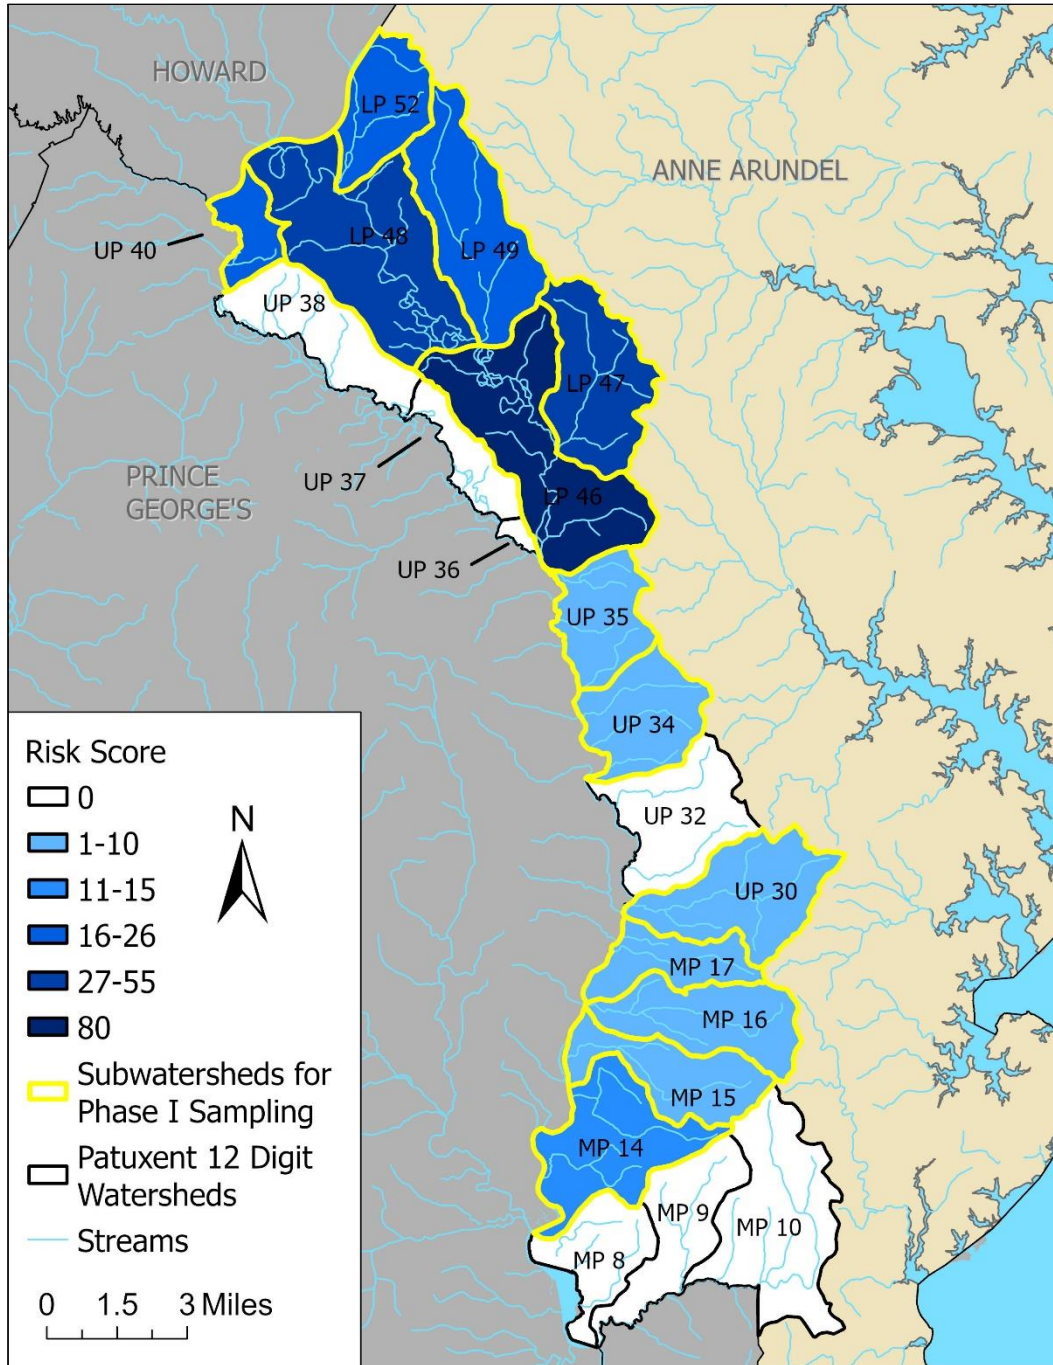 HOWARD
LP 52
ANNE ARUNDEL
UP 40
LP 48
LP 49
UP 38
LP 47
PRINCE
GEORGE'S
UP 37
LP 46
UP 36
UP 35
UP 34
UP 32
UP 30
MP 17
MP 16
MP 15
MP 14
MP 9
MP 10
MP 8
Risk Score
0
1-10
11-15
16-26
27-55
80
N
Subwatersheds for
Phase I Sampling
Patuxent 12 Digit
Watersheds
Streams
0 1.5 3 Miles